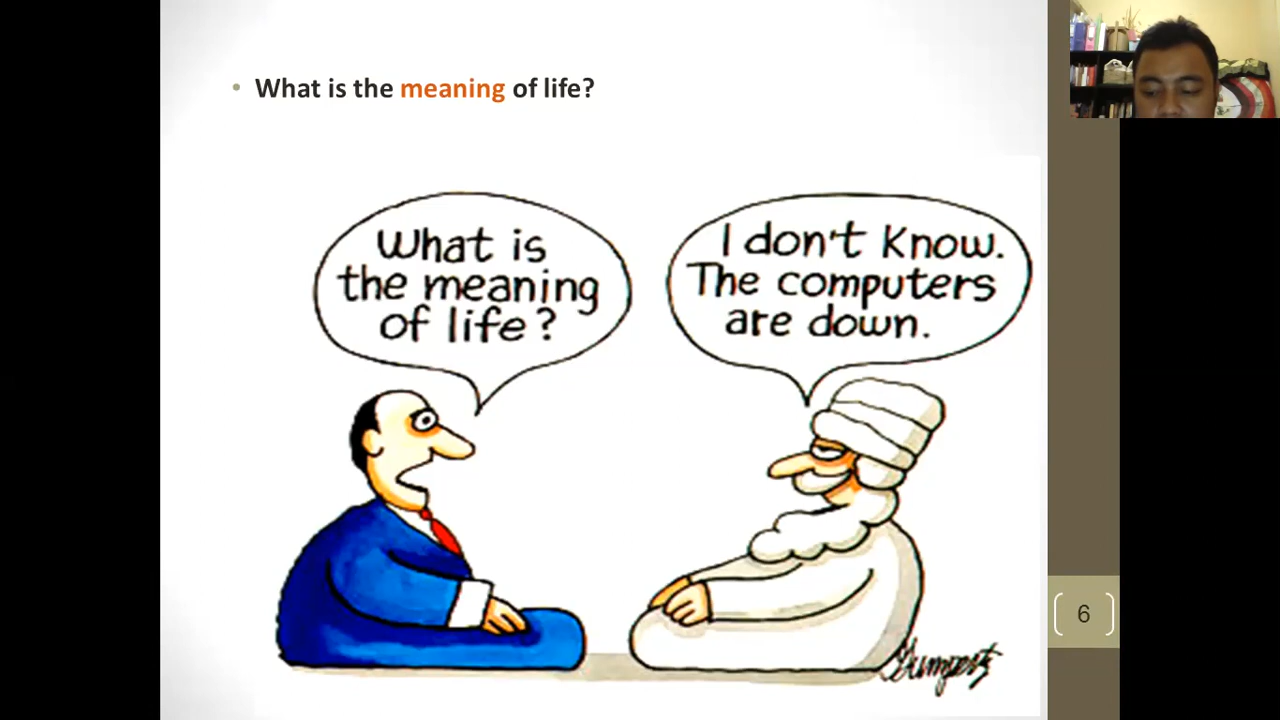 • What is the meaning of life?
What is
the meaning
of life?
I don't Know.
The computers
are down.
6